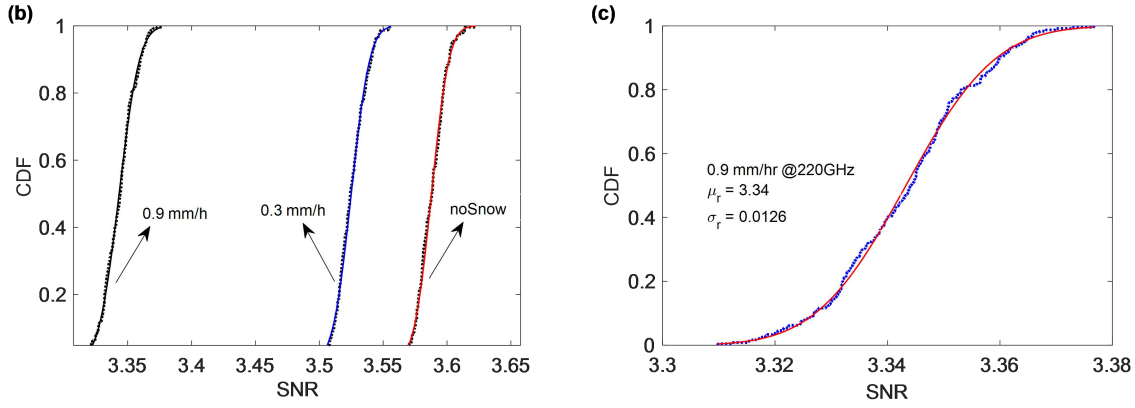 (b)
1
0.8
0.6
0.4
0.2
CDF
0.9 mm/h
0.3 mm/h
noSnow
3.35 3.4 3.45 3.5 3.55 3.6 3.65
SNR
(c)
1
0.8
0.6
0.4
0.2
0
CDF
0.9 mm/hr @220GHz
μr = 3.34
σr = 0.0126
3.3 3.32 3.34 3.36 3.38
SNR